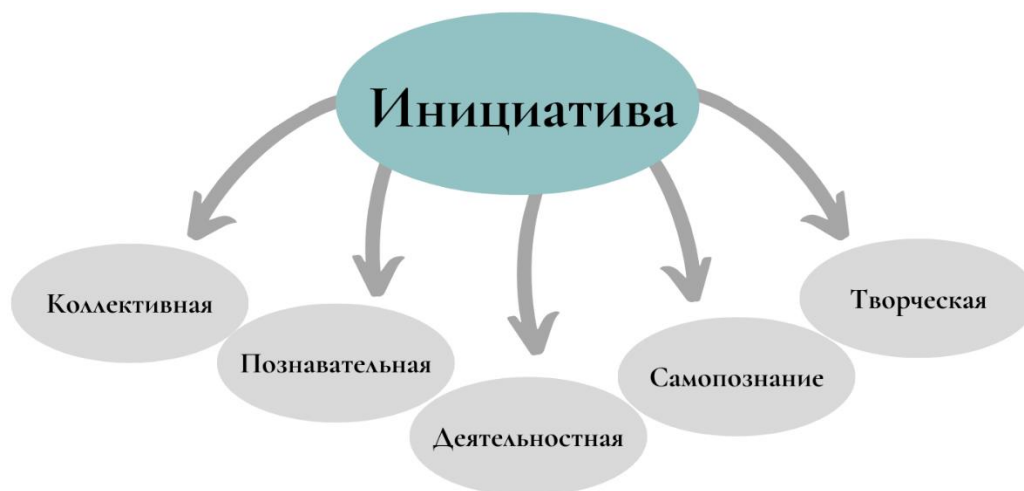 Инициатива
Коллективная
Познавательная
Деятельностная
Самопознание
Творческая